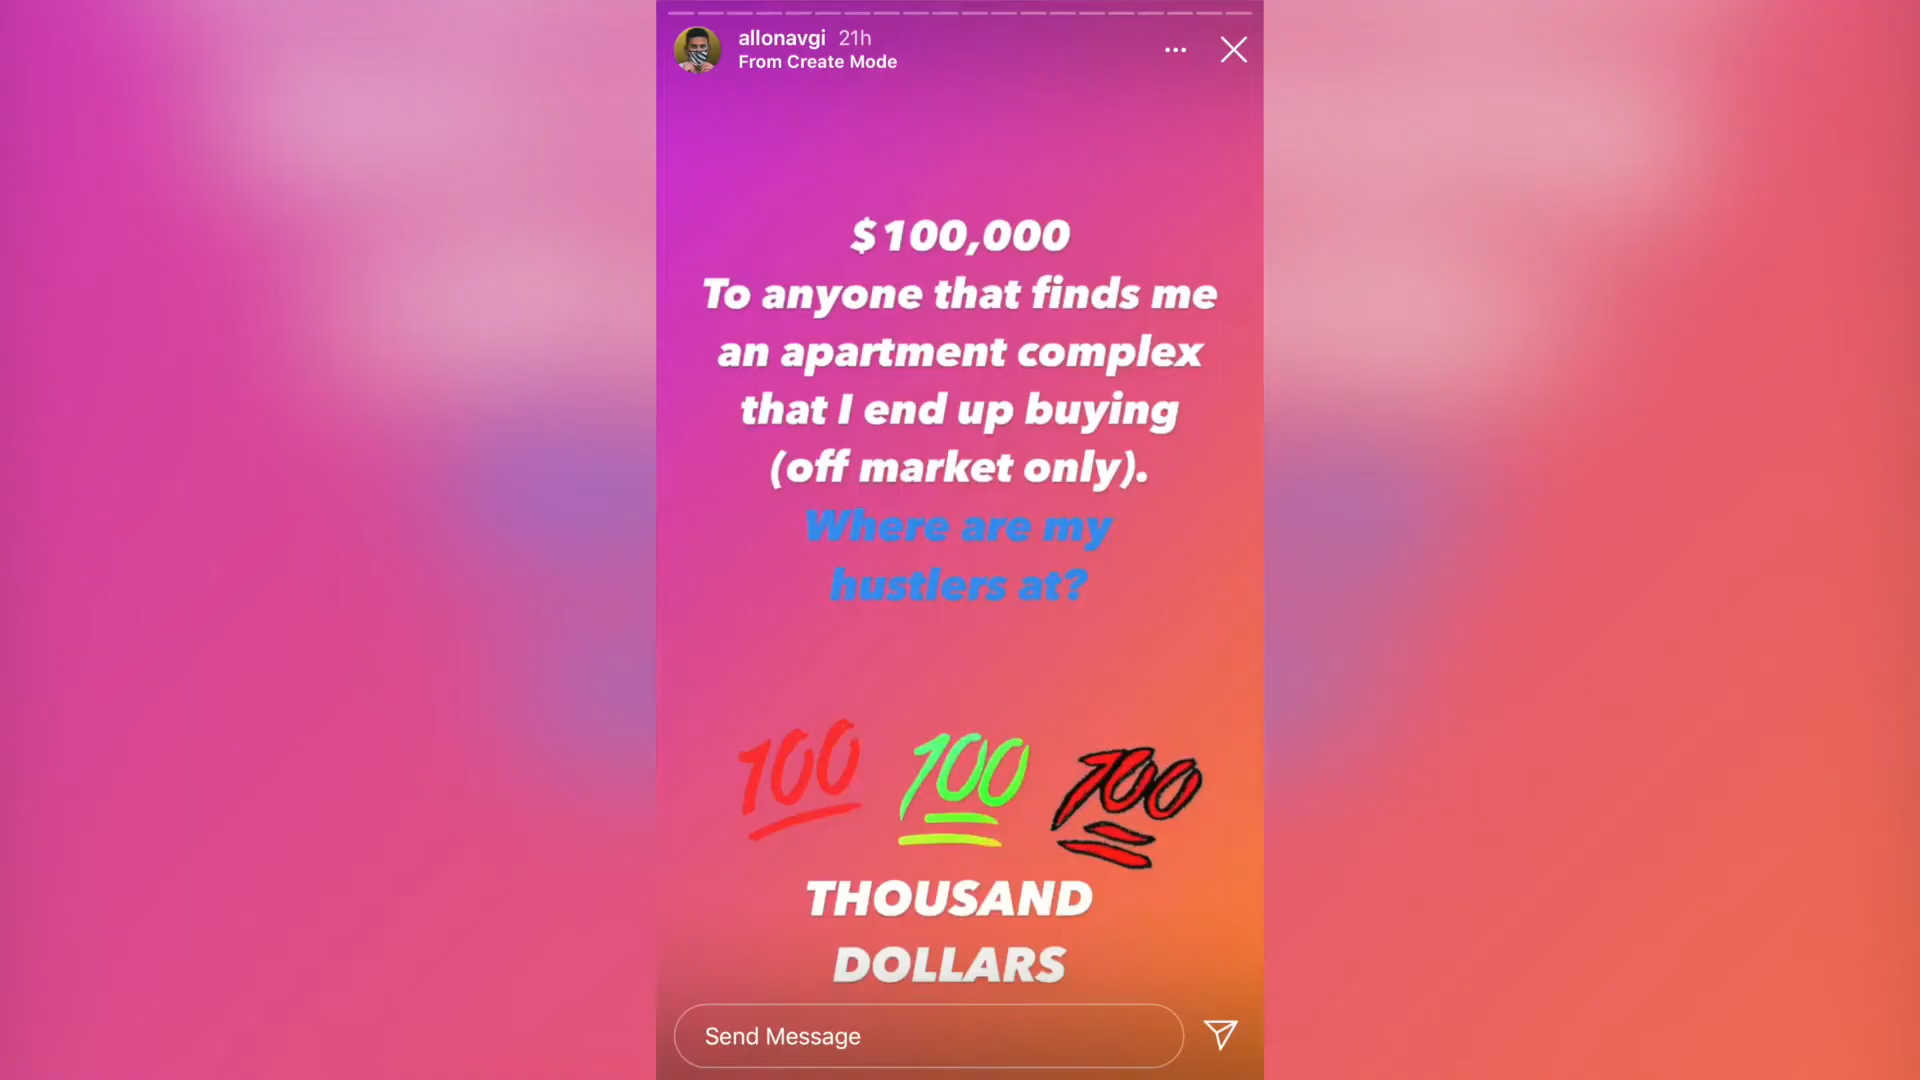 allonavgi 21h
From Create Mode
$100,000
To anyone that finds me
an apartment complex
that I end up buying
(off market only).
Where are my
hustlers at?
100 100 100
THOUSAND
DOLLARS
Send Message